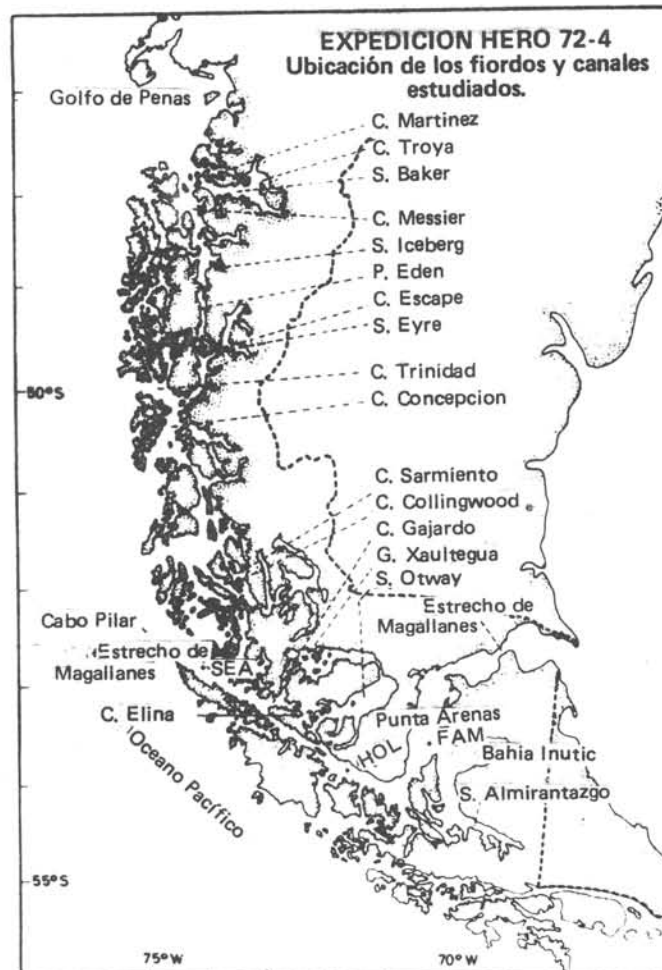 EXPEDICION HERO 72-4
Ubicación de los fiordos y canales
estudiados.
Golfo de Penas
C. Martinez
C. Troya
S. Baker
C. Messier
S. Iceberg
P. Eden
C. Escape
S. Eyre
50°S
C. Trinidad
C. Concepcion
C. Sarmiento
C. Collingwood
C. Gajardo
G. Xaultegua
S. Otway
Estrecho de
Magallanes
Cabo Pilar
Estrecho de
Magallanes
SEA
C. Elina
Oceano Pacífico
Punta Arenas
FAM
HOL
Bahia Inutic
S. Almirantazgo
55°S
75°W
70°W